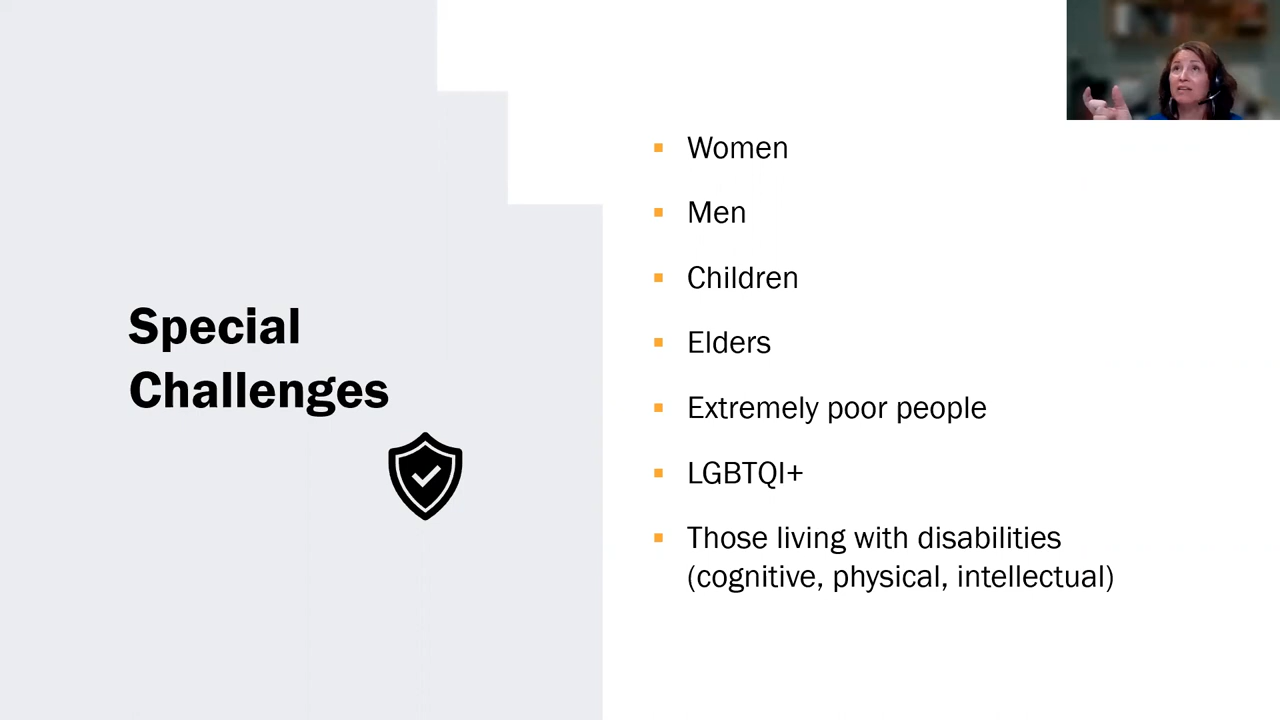 Special
Challenges
Women
Men
Children
Elders
Extremely poor people
LGBTQI+
Those living with disabilities
(cognitive, physical, intellectual)